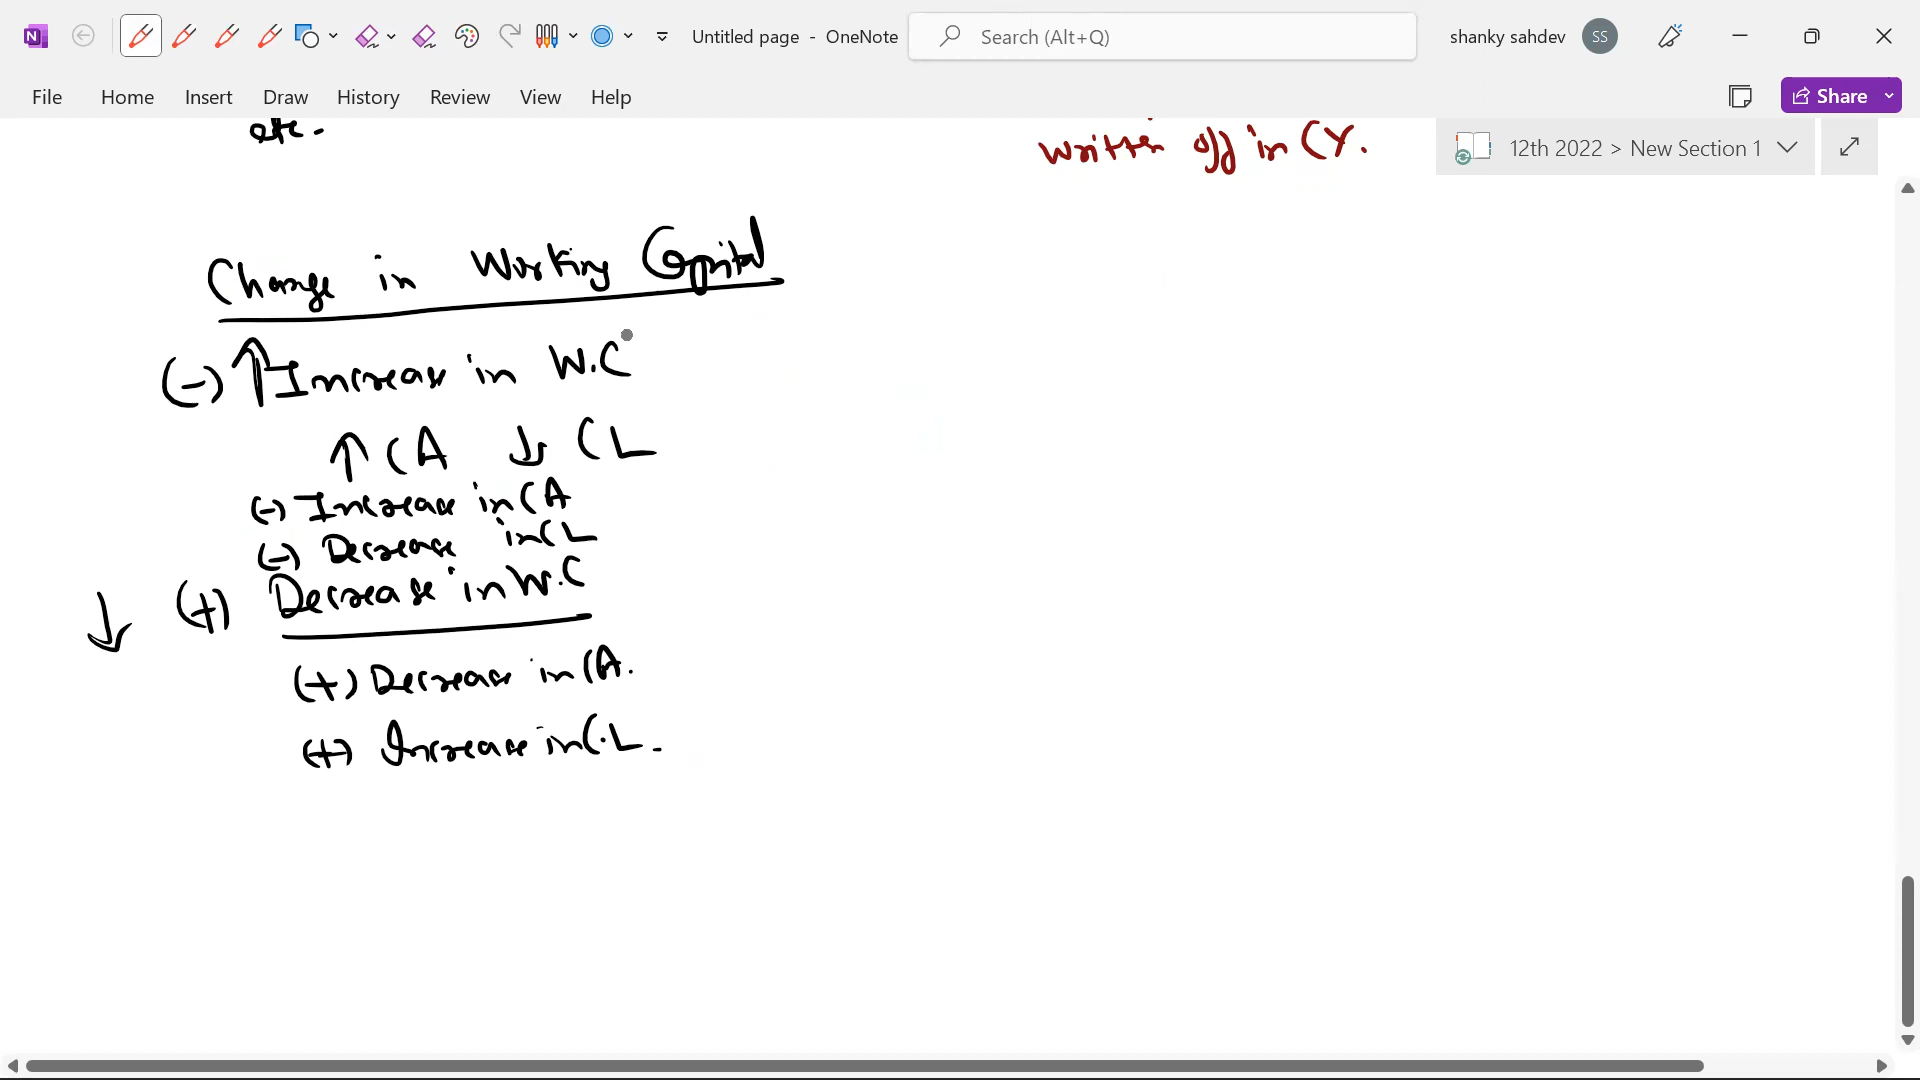 Untitled page - OneNote
Search (Alt+Q)
shanky sahdev
SS
File Home Insert Draw History Review View Help
Share
12th 2022 > New Section 1
etc.
written off in CY.
Change in Working Capital
(-) ↑ Increase in W.C
↑ CA ↓ CL
(-) Increase in CA
(-) Decrease in CL
↓ (+) Decrease in W.C
(+) Decrease in CA.
(+) Increase in C.L.